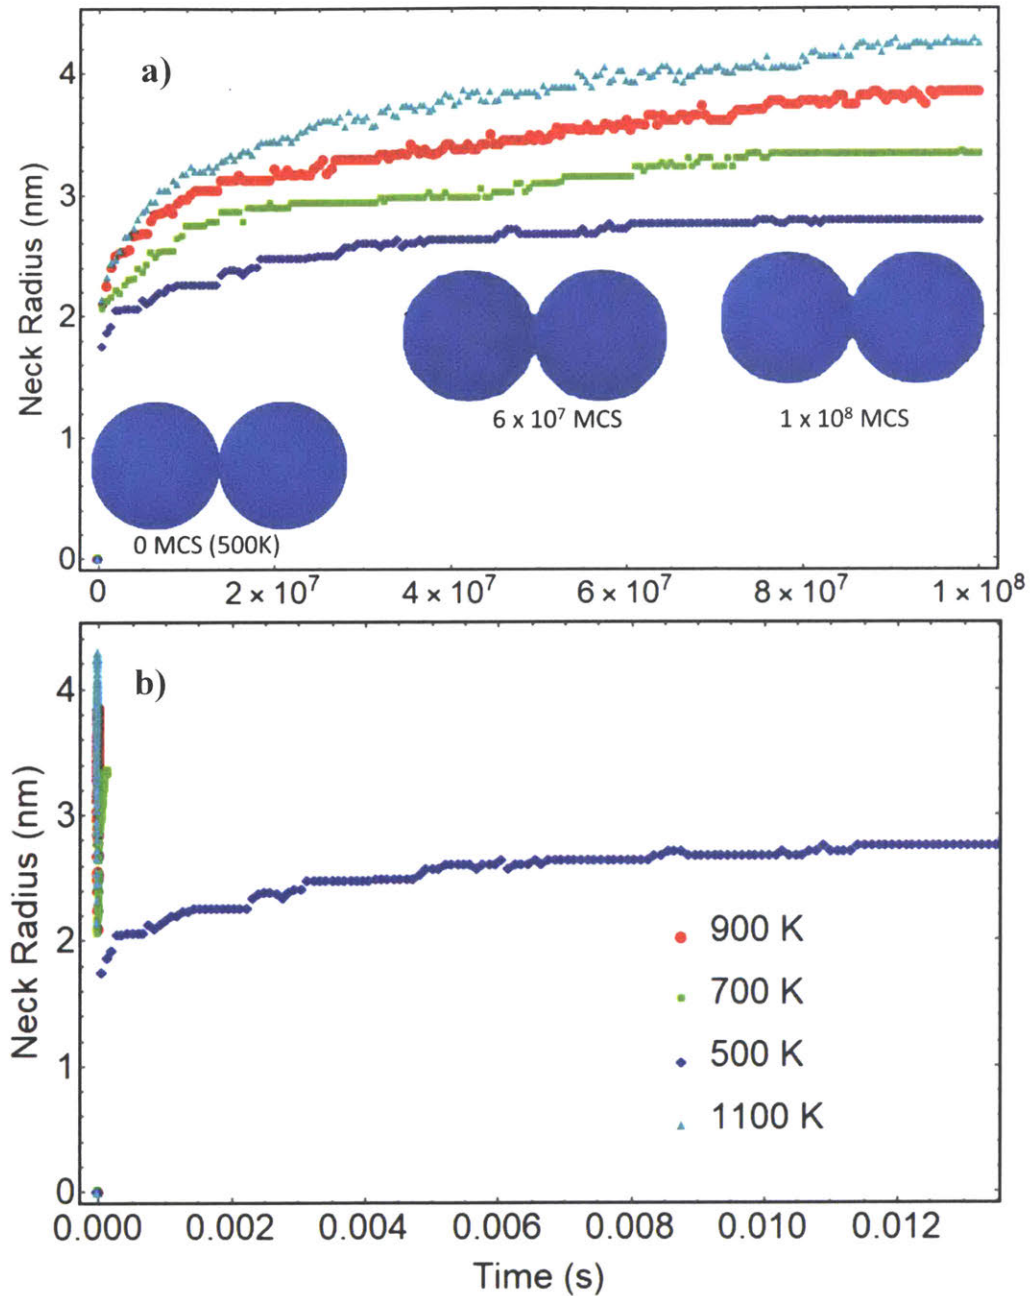 a)
4
3
2
1
0
Neck Radius (nm)
0 MCS (500K)
6 x 10⁷ MCS
1 x 10⁸ MCS
0 2 × 10⁷ 4 × 10⁷ 6 × 10⁷ 8 × 10⁷ 1 × 10⁸
b)
4
3
2
1
0
Neck Radius (nm)
900 K
700 K
500 K
1100 K
0.000 0.002 0.004 0.006 0.008 0.010 0.012
Time (s)